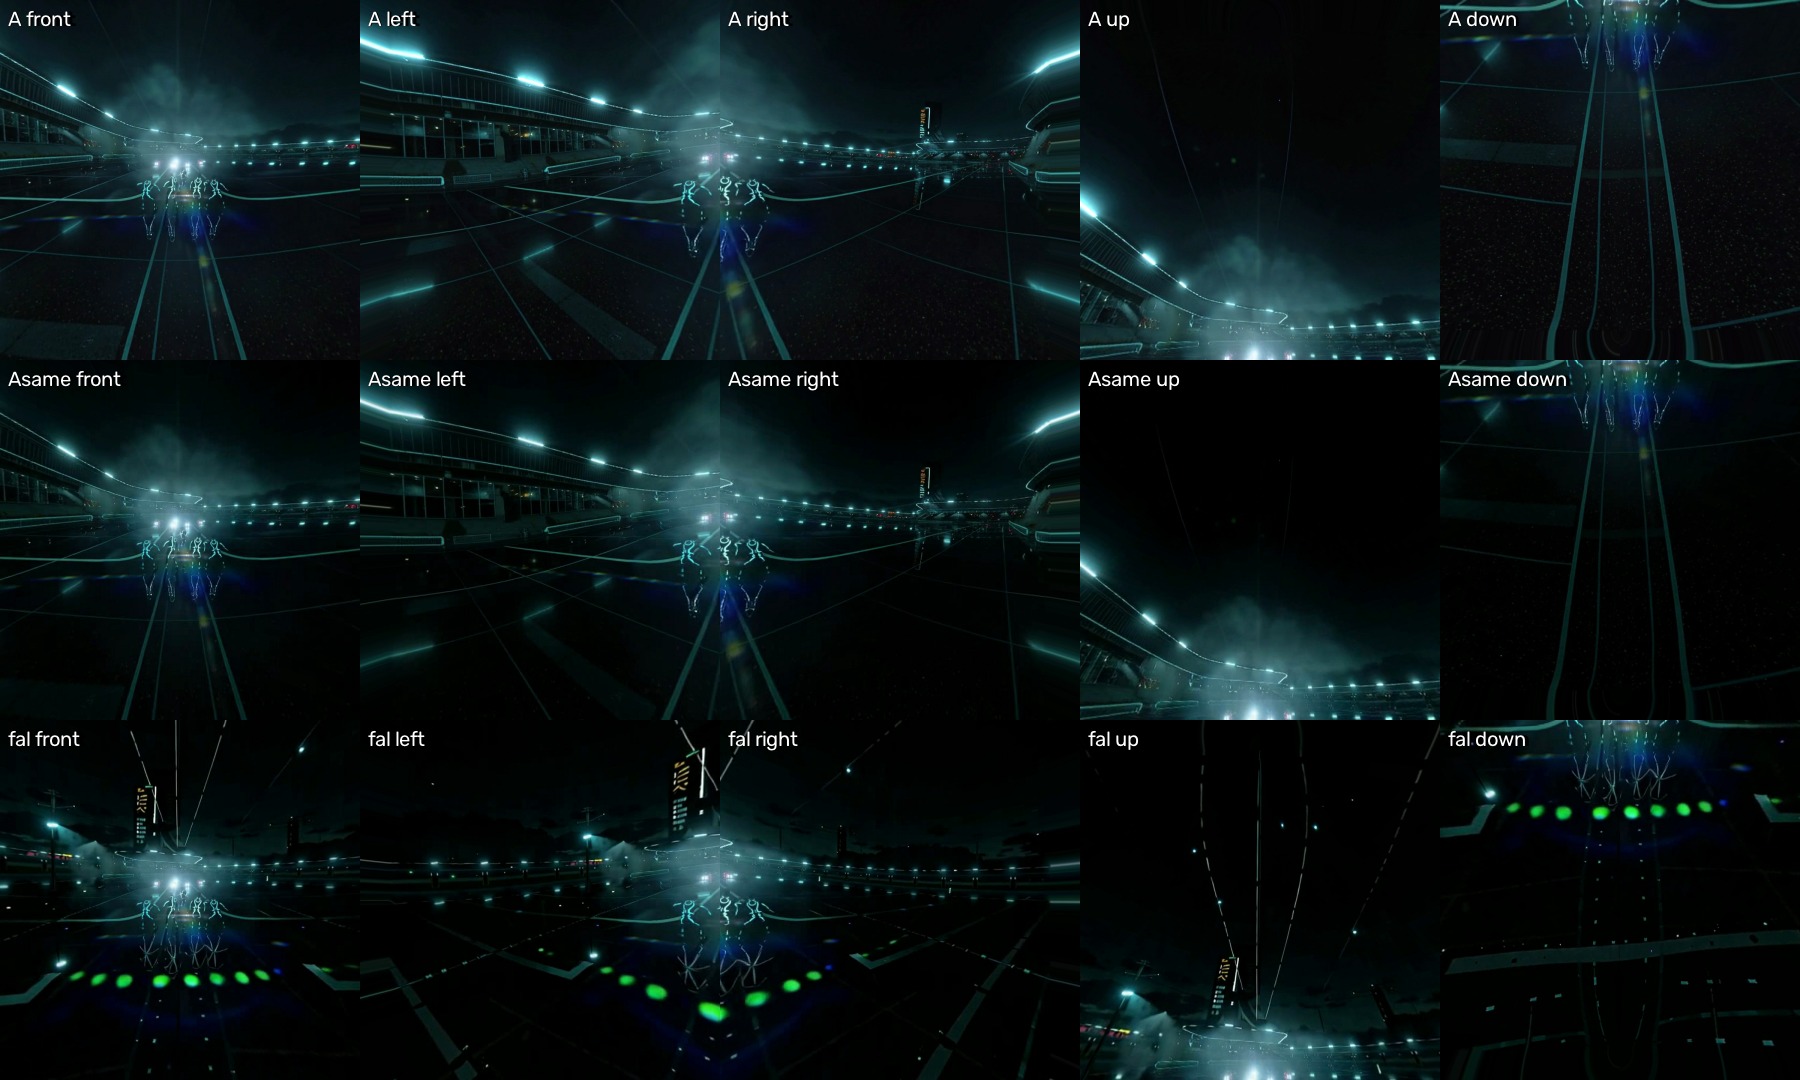 A front
A left
A right
A up
A down
Asame front
Asame left
Asame right
Asame up
Asame down
fal front
fal left
fal right
fal up
fal down